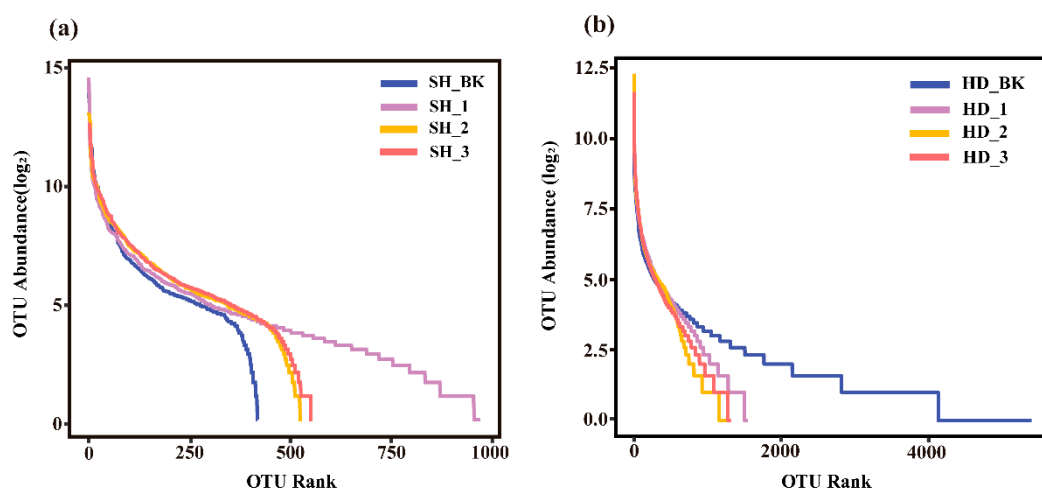 (a)
15
10
5
0
0
250
500
750
1000
OTU Rank
OTU Abundance(log₂)
SH_BK
SH_1
SH_2
SH_3
(b)
12.5
10.0
7.5
5.0
2.5
0.0
0
2000
4000
OTU Rank
OTU Abundance (log₂)
HD_BK
HD_1
HD_2
HD_3